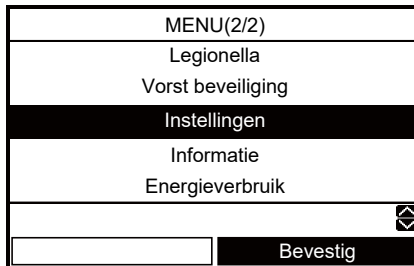 MENU(2/2)
Legionella
Vorst beveiliging
Instellingen
Informatie
Energieverbruik
Bevestig